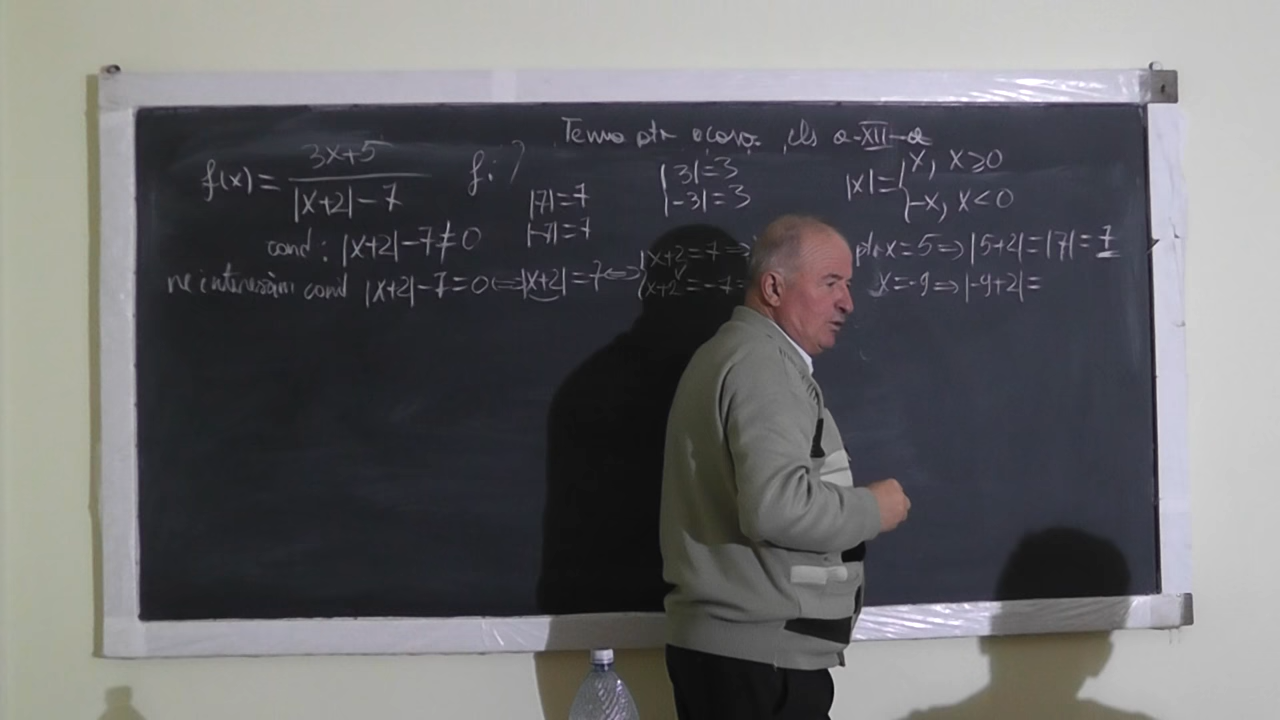 Tema ptr cls a-XII-a
f(x) = (3x+5)/(|x+2|-7) f: ?
|7|=7
|-7|=7
|3|=3
|-3|=3
|x| = { x, x≥0
-x, x<0
cond: |x+2|-7≠0
ne interesăm cond |x+2|-7=0 ⇔ |x+2|=7 ⇔ { x+2=7 ⇒
x+2=-7 =
ptr x=5 ⇒ |5+2|=|7|=7
x=-9 ⇒ |-9+2|=